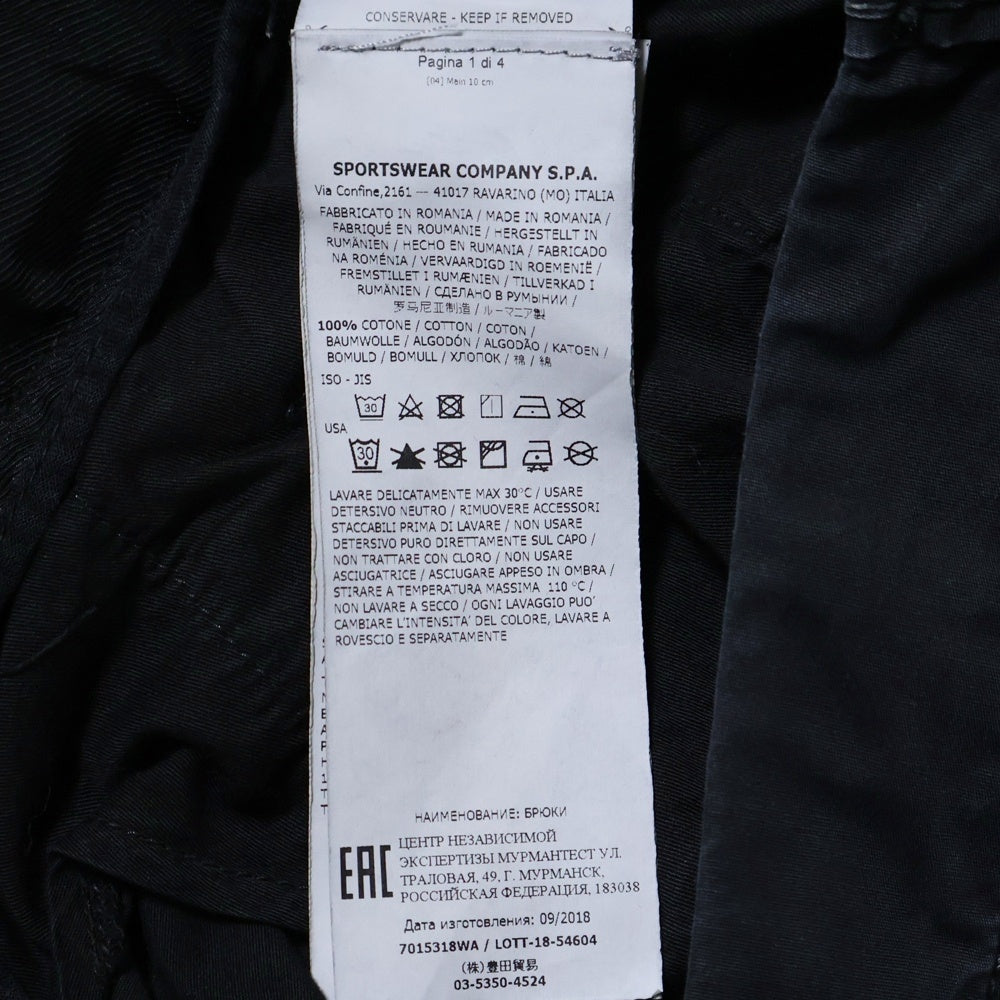 CONSERVARE - KEEP IF REMOVED
Pagina 1 di 4
[04] Main 10 cm
SPORTSWEAR COMPANY S.P.A.
Via Confine,2161 --- 41017 RAVARINO (MO) ITALIA
FABBRICATO IN ROMANIA / MADE IN ROMANIA /
FABRIQUÉ EN ROUMANIE / HERGESTELLT IN
RUMÄNIEN / HECHO EN RUMANIA / FABRICADO
NA ROMÉNIA / VERVAARDIGD IN ROEMENIË /
FREMSTILLET I RUMÆNIEN / TILLVERKAD I
RUMÄNIEN / СДЕЛАНО В РУМЫНИИ /
罗马尼亚制造 / ルーマニア製
100% COTONE / COTTON / COTON /
BAUMWOLLE / ALGODÓN / ALGODÃO / KATOEN /
BOMULD / BOMULL / ХЛОПОК / 棉 / 綿
ISO - JIS
30
USA
30
LAVARE DELICATAMENTE MAX 30°C / USARE
DETERSIVO NEUTRO / RIMUOVERE ACCESSORI
STACCABILI PRIMA DI LAVARE / NON USARE
DETERSIVO PURO DIRETTAMENTE SUL CAPO /
NON TRATTARE CON CLORO / NON USARE
ASCIUGATRICE / ASCIUGARE APPESO IN OMBRA /
STIRARE A TEMPERATURA MASSIMA 110 °C /
NON LAVARE A SECCO / OGNI LAVAGGIO PUO'
CAMBIARE L'INTENSITA' DEL COLORE, LAVARE A
ROVESCIO E SEPARATAMENTE
НАИМЕНОВАНИЕ: БРЮКИ
EAC
ЦЕНТР НЕЗАВИСИМОЙ
ЭКСПЕРТИЗЫ МУРМАНТЕСТ УЛ.
ТРАЛОВАЯ, 49, Г. МУРМАНСК,
РОССИЙСКАЯ ФЕДЕРАЦИЯ, 183038
Дата изготовления: 09/2018
7015318WA / LOTT-18-54604
(株)豊田貿易
03-5350-4524